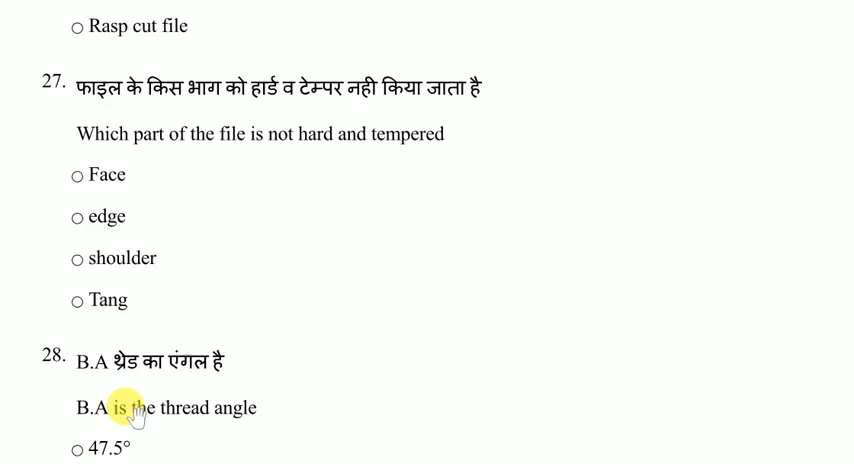 Rasp cut file
27. फाइल के किस भाग को हार्ड व टेम्पर नही किया जाता है
Which part of the file is not hard and tempered
Face
edge
shoulder
Tang
28. B.A थ्रेड का एंगल है
B.A is the thread angle
47.5°